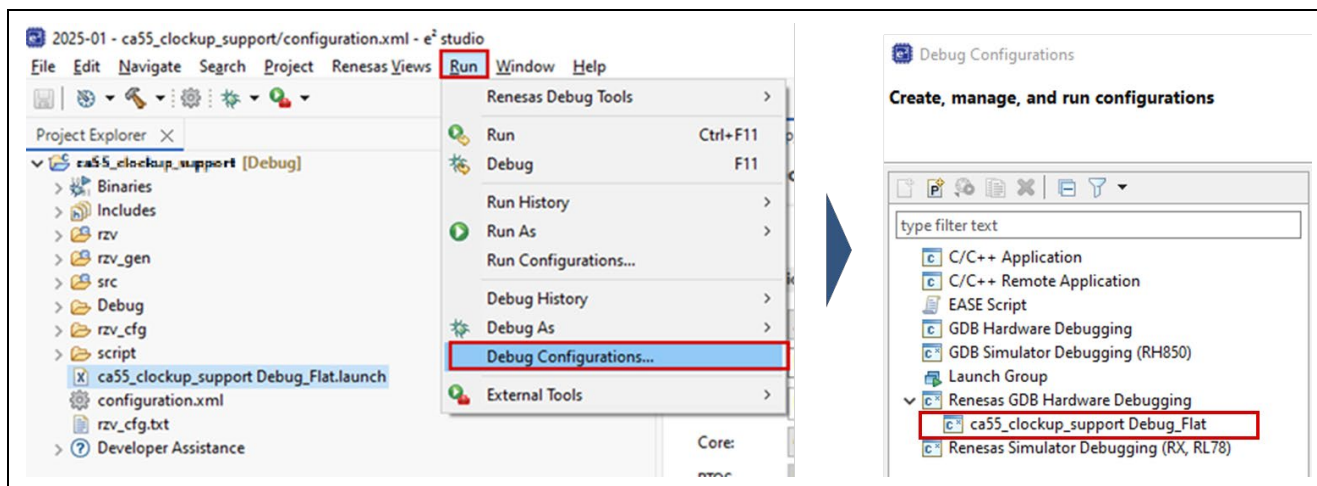 2025-01 - ca55_clockup_support/configuration.xml - e² studio
File Edit Navigate Search Project Renesas Views Run Window Help
Project Explorer
ca55_clockup_support [Debug]
Binaries
Includes
rzv
rzv_gen
src
Debug
rzv_cfg
script
ca55_clockup_support Debug_Flat.launch
configuration.xml
rzv_cfg.txt
Developer Assistance
Renesas Debug Tools
Run Ctrl+F11
Debug F11
Run History
Run As
Run Configurations...
Debug History
Debug As
Debug Configurations...
External Tools
Core:
Debug Configurations
Create, manage, and run configurations
type filter text
C/C++ Application
C/C++ Remote Application
EASE Script
GDB Hardware Debugging
GDB Simulator Debugging (RH850)
Launch Group
Renesas GDB Hardware Debugging
ca55_clockup_support Debug_Flat
Renesas Simulator Debugging (RX, RL78)